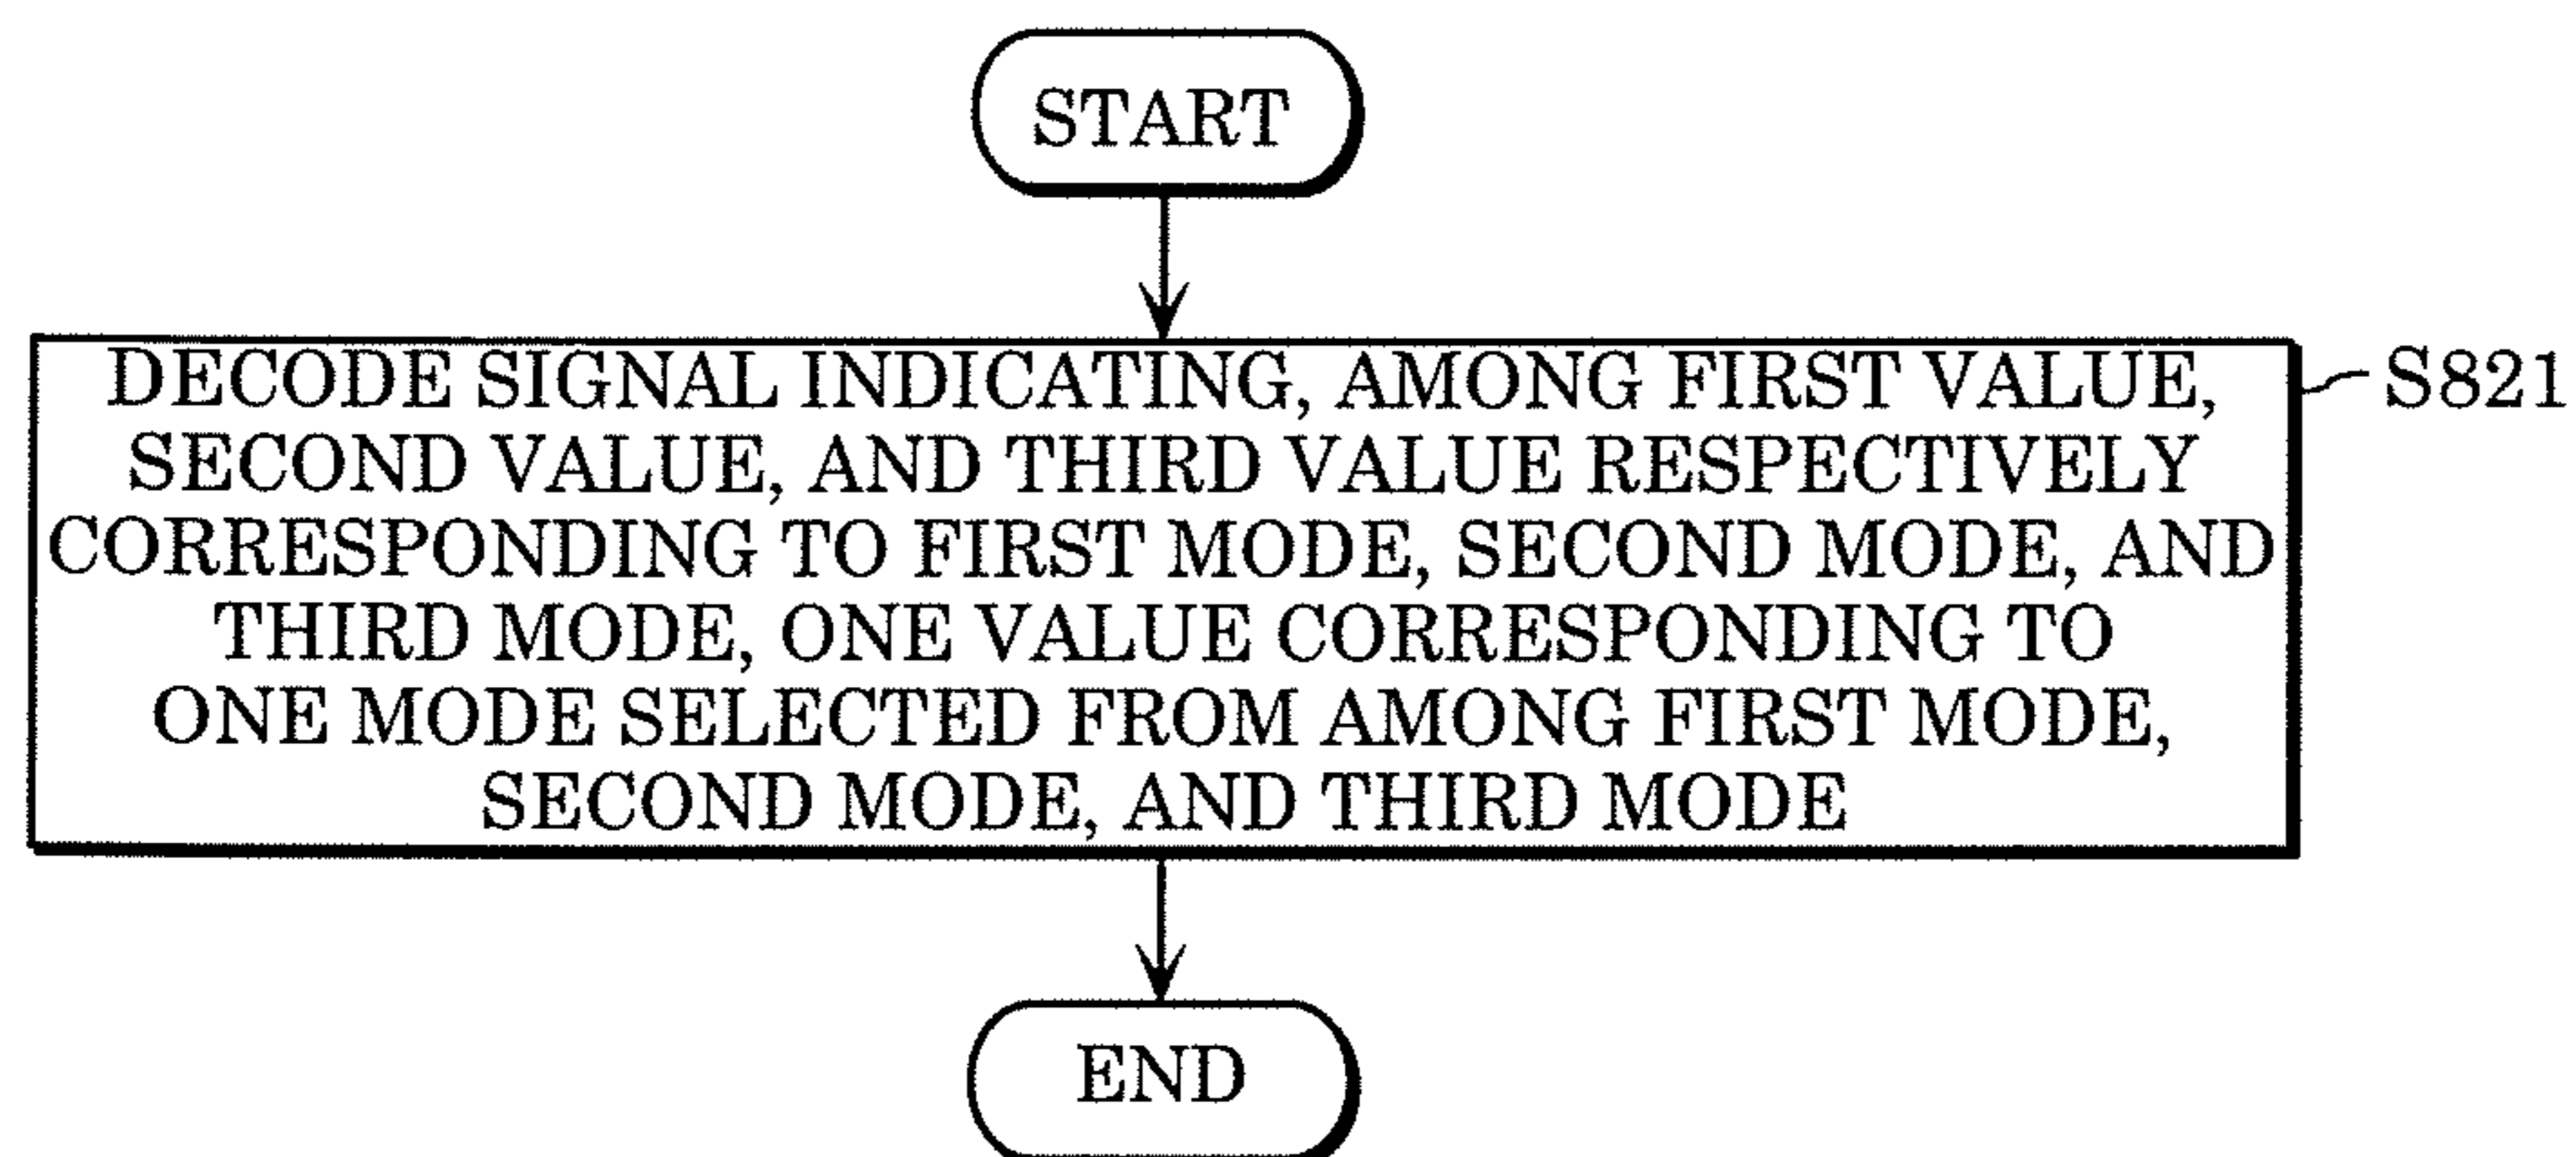 START
DECODE SIGNAL INDICATING, AMONG FIRST VALUE,
SECOND VALUE, AND THIRD VALUE RESPECTIVELY
CORRESPONDING TO FIRST MODE, SECOND MODE, AND
THIRD MODE, ONE VALUE CORRESPONDING TO
ONE MODE SELECTED FROM AMONG FIRST MODE,
SECOND MODE, AND THIRD MODE
S821
END